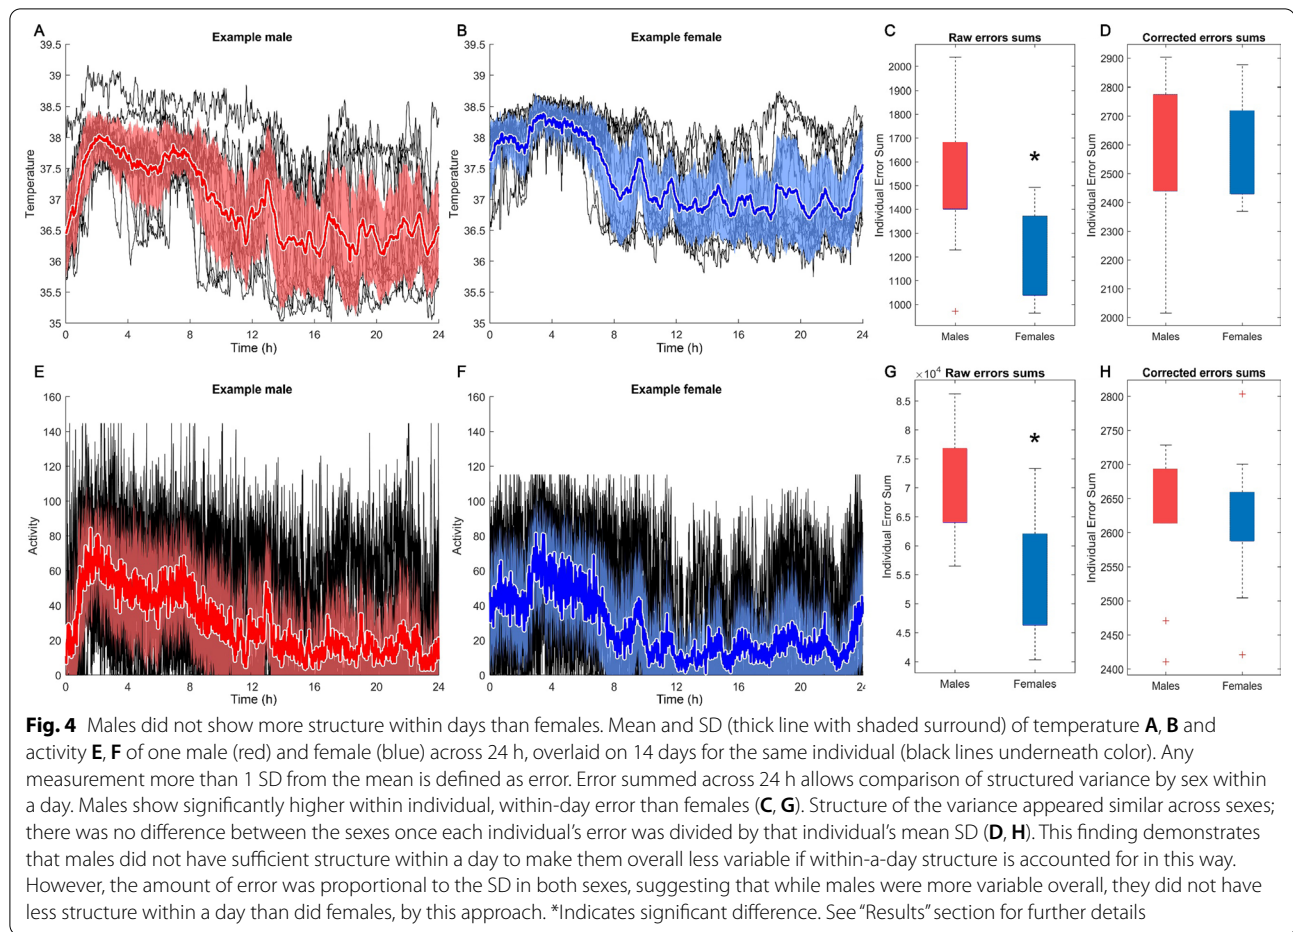 A
Example male
39.5
39
38.5
38
37.5
37
36.5
36
35.5
35
Temperature
0 4 8 12 16 20 24
Time (h)
B
Example female
39.5
39
38.5
38
37.5
37
36.5
36
35.5
35
Temperature
0 4 8 12 16 20 24
Time (h)
C
Raw errors sums
2000
1900
1800
1700
1600
1500
1400
1300
1200
1100
1000
Individual Error Sum
*
Males Females
D
Corrected errors sums
2900
2800
2700
2600
2500
2400
2300
2200
2100
2000
Individual Error Sum
Males Females
E
Example male
160
140
120
100
80
60
40
20
0
Activity
0 4 8 12 16 20 24
Time (h)
F
Example female
160
140
120
100
80
60
40
20
0
Activity
0 4 8 12 16 20 24
Time (h)
G
×10⁴ Raw errors sums
8.5
8
7.5
7
6.5
6
5.5
5
4.5
4
Individual Error Sum
*
Males Females
H
Corrected errors sums
2800
2750
2700
2650
2600
2550
2500
2450
2400
Individual Error Sum
Males Females
Fig. 4 Males did not show more structure within days than females. Mean and SD (thick line with shaded surround) of temperature A, B and
activity E, F of one male (red) and female (blue) across 24 h, overlaid on 14 days for the same individual (black lines underneath color). Any
measurement more than 1 SD from the mean is defined as error. Error summed across 24 h allows comparison of structured variance by sex within
a day. Males show significantly higher within individual, within-day error than females (C, G). Structure of the variance appeared similar across sexes;
there was no difference between the sexes once each individual's error was divided by that individual's mean SD (D, H). This finding demonstrates
that males did not have sufficient structure within a day to make them overall less variable if within-a-day structure is accounted for in this way.
However, the amount of error was proportional to the SD in both sexes, suggesting that while males were more variable overall, they did not have
less structure within a day than did females, by this approach. *Indicates significant difference. See "Results" section for further details